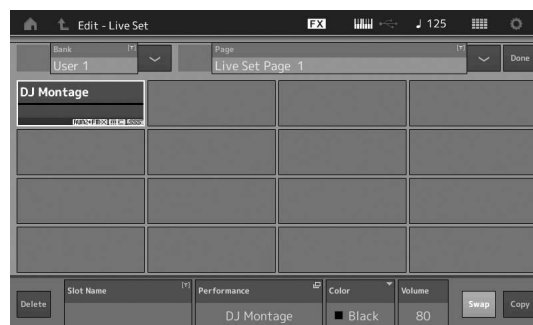 Edit - Live Set
FX
125
Bank
User 1
Page
Live Set Page 1
Done
DJ Montage
Delete
Slot Name
Performance
DJ Montage
Color
Black
Volume
80
Swap
Copy